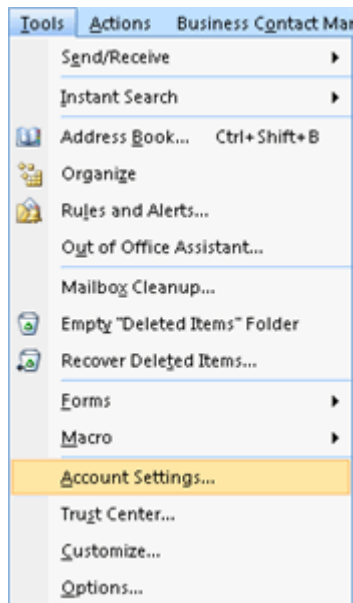 Tools Actions Business Contact Mar
Send/Receive
Instant Search
Address Book... Ctrl+Shift+B
Organize
Rules and Alerts...
Out of Office Assistant...
Mailbox Cleanup...
Empty "Deleted Items" Folder
Recover Deleted Items...
Forms
Macro
Account Settings...
Trust Center...
Customize...
Options...